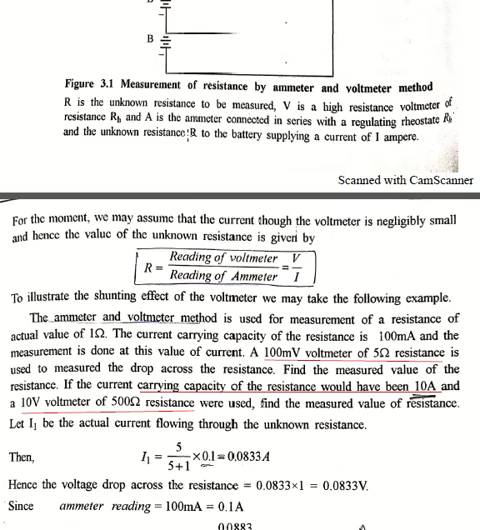 B
Figure 3.1 Measurement of resistance by ammeter and voltmeter method
R is the unknown resistance to be measured, V is a high resistance voltmeter of
resistance Rₕ and A is the ammeter connected in series with a regulating rheostate Rₕ
and the unknown resistance R to the battery supplying a current of I ampere.
Scanned with CamScanner
For the moment, we may assume that the current though the voltmeter is negligibly small
and hence the value of the unknown resistance is given by
R = Reading of voltmeter / Reading of Ammeter = V / I
To illustrate the shunting effect of the voltmeter we may take the following example.
The ammeter and voltmeter method is used for measurement of a resistance of
actual value of 1Ω. The current carrying capacity of the resistance is 100mA and the
measurement is done at this value of current. A 100mV voltmeter of 5Ω resistance is
used to measured the drop across the resistance. Find the measured value of the
resistance. If the current carrying capacity of the resistance would have been 10A and
a 10V voltmeter of 500Ω resistance were used, find the measured value of resistance.
Let I₁ be the actual current flowing through the unknown resistance.
Then, I₁ = 5 / 5+1 × 0.1 = 0.0833A
Hence the voltage drop across the resistance = 0.0833×1 = 0.0833V.
Since ammeter reading = 100mA = 0.1A